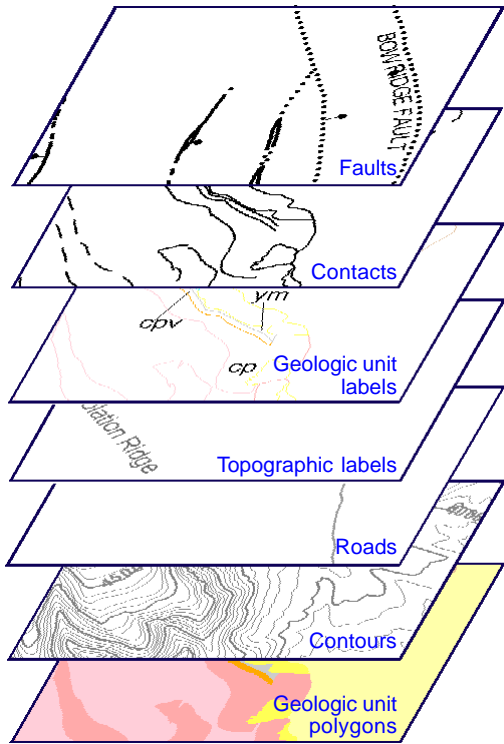 BOW RIDGE FAULT
Faults
Contacts
ym
cpv
cp
Geologic unit
labels
Ridge
Topographic labels
Roads
Contours
Geologic unit
polygons